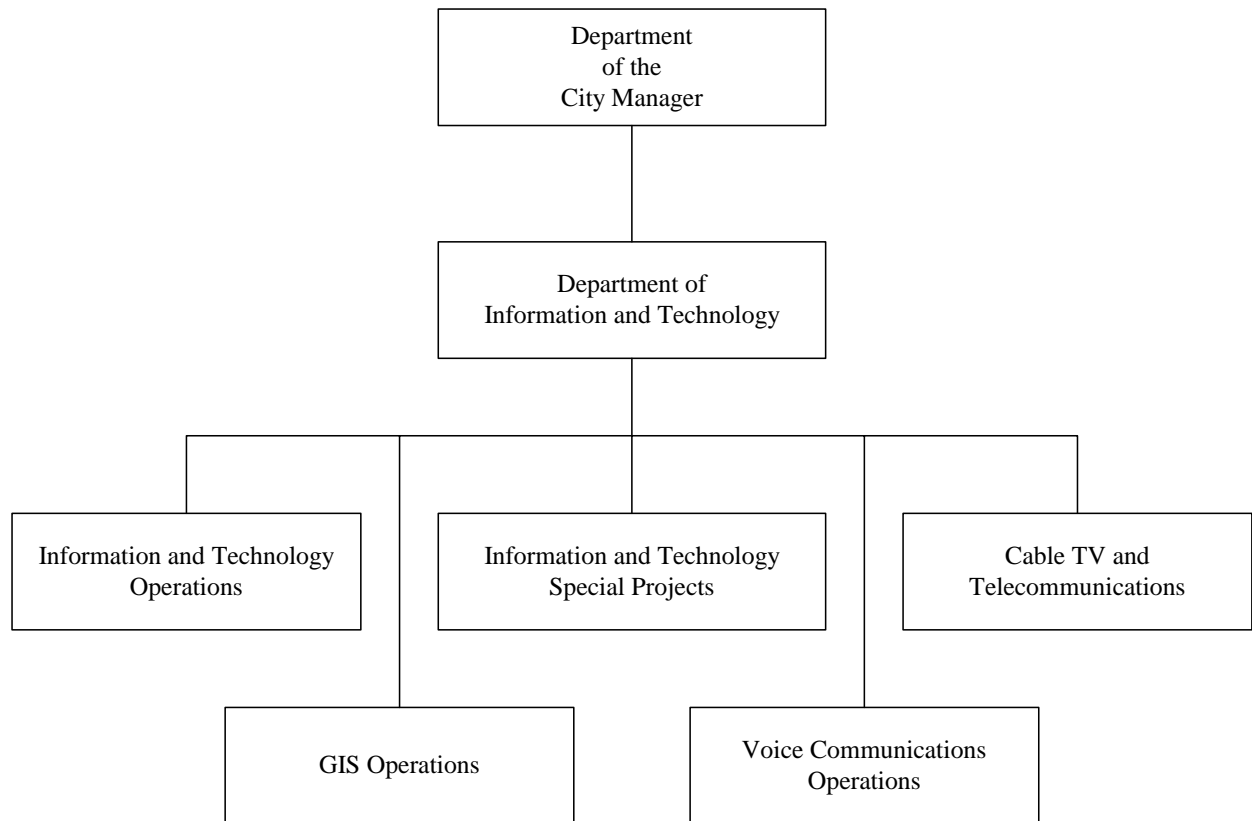 Department
of the
City Manager
Department of
Information and Technology
Information and Technology
Operations
Information and Technology
Special Projects
Cable TV and
Telecommunications
GIS Operations
Voice Communications
Operations